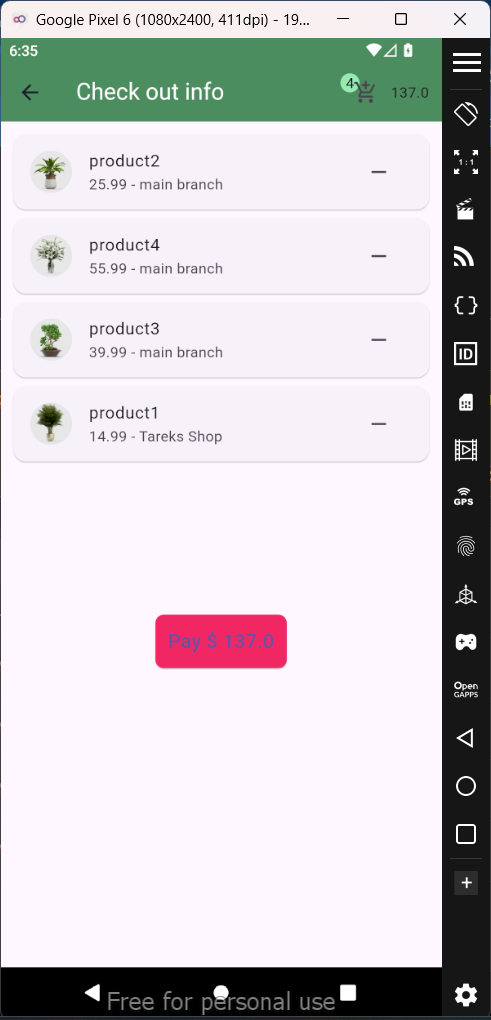 Google Pixel 6 (1080x2400, 411dpi) - 19...
6:35
Check out info
4
137.0
product2
25.99 - main branch
product4
55.99 - main branch
product3
39.99 - main branch
product1
14.99 - Tareks Shop
Pay $ 137.0
1 : 1
ID
GPS
Open
GAPPS
Free for personal use